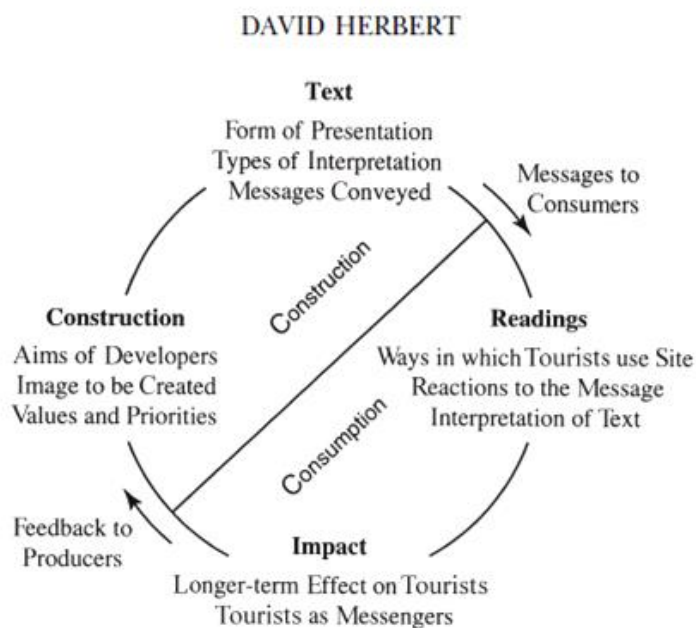 DAVID HERBERT
Text
Form of Presentation
Types of Interpretation
Messages Conveyed
Messages to
Consumers
Construction
Construction
Aims of Developers
Image to be Created
Values and Priorities
Readings
Ways in which Tourists use Site
Reactions to the Message
Interpretation of Text
Consumption
Feedback to
Producers
Impact
Longer-term Effect on Tourists
Tourists as Messengers